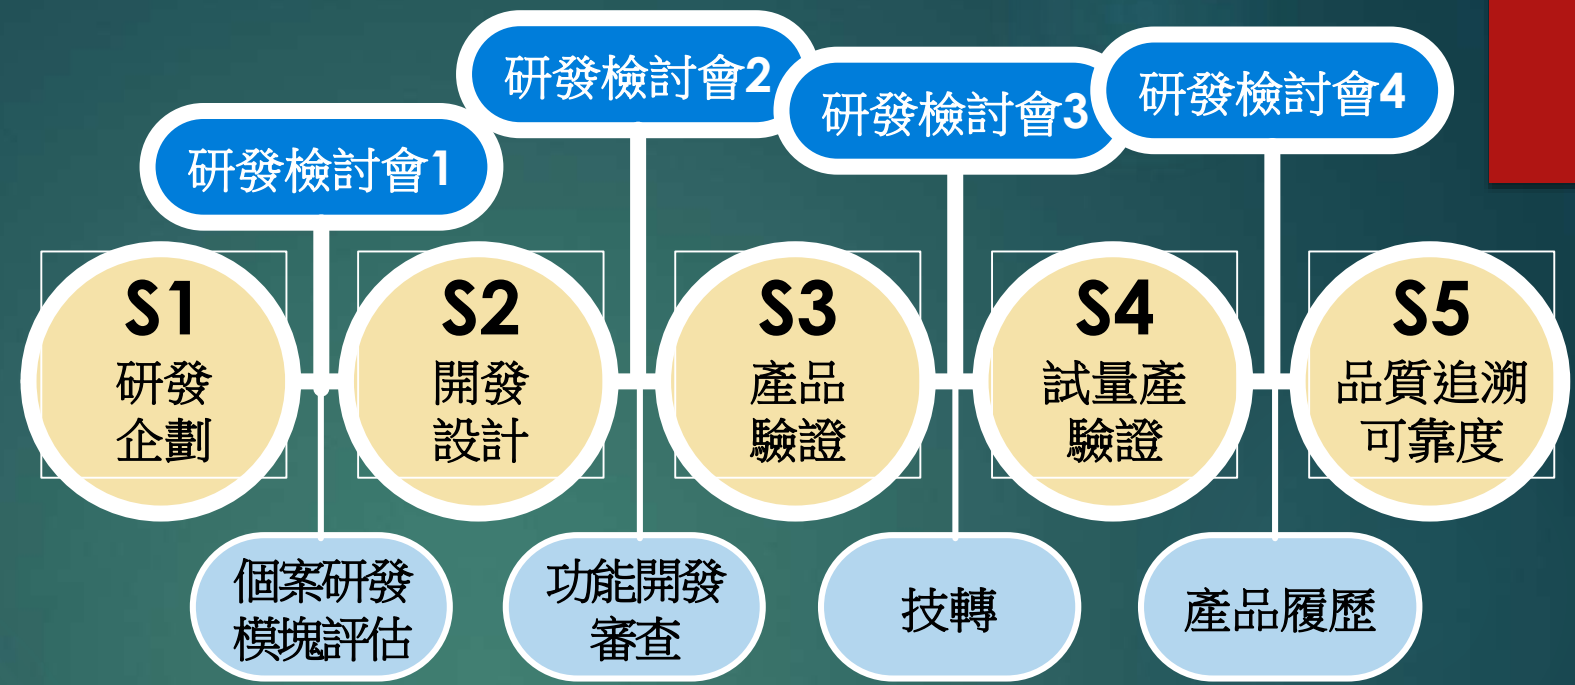 研發檢討會1
研發檢討會2
研發檢討會3
研發檢討會4
S1
研發
企劃
S2
開發
設計
S3
產品
驗證
S4
試量產
驗證
S5
品質追溯
可靠度
個案研發
模塊評估
功能開發
審查
技轉
產品履歷